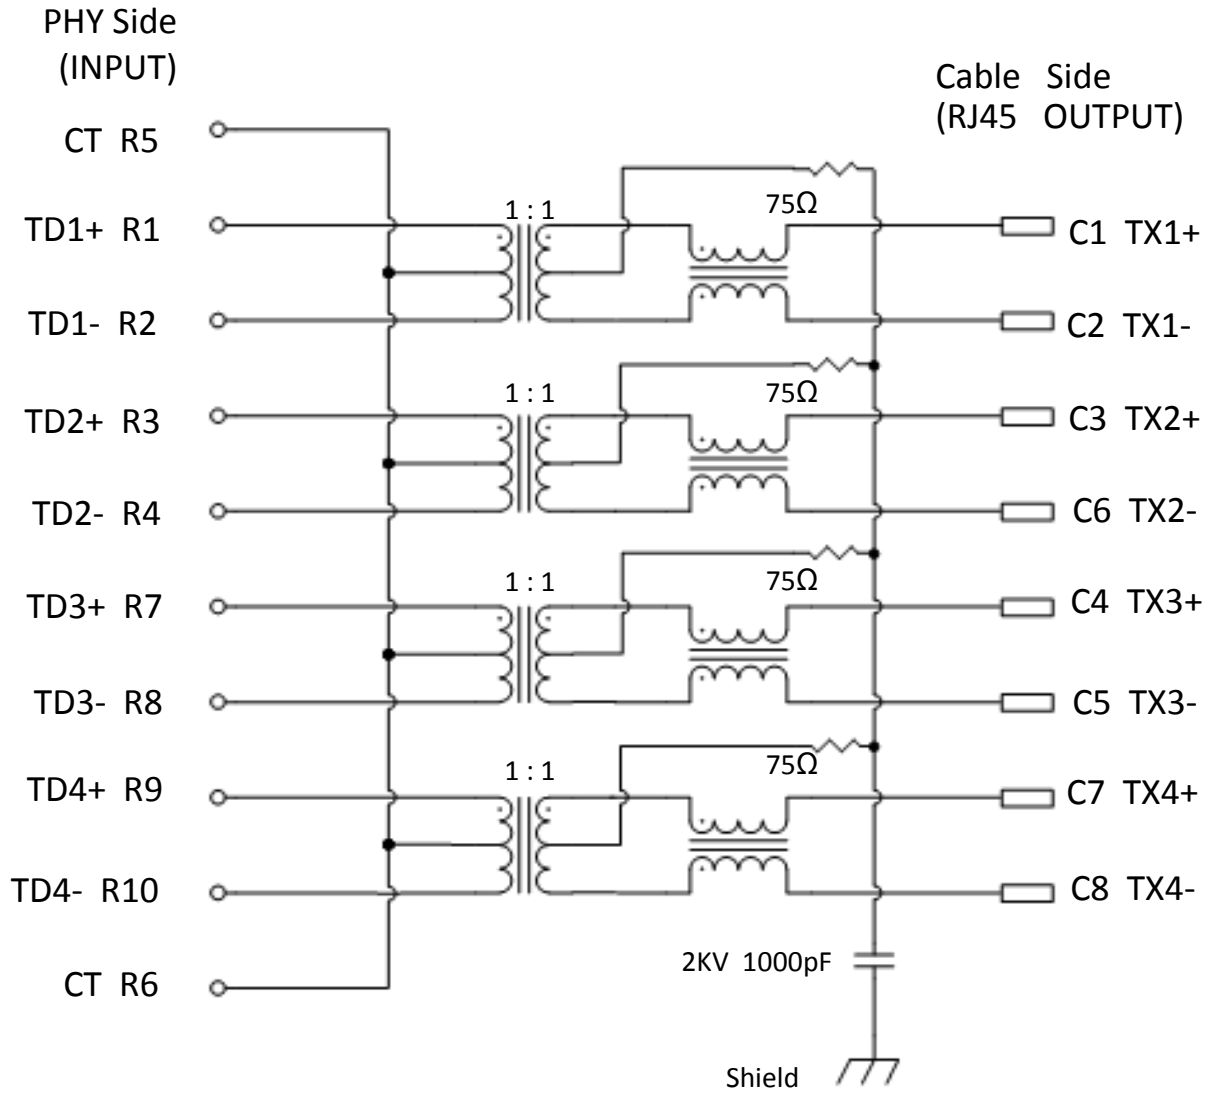 PHY Side
(INPUT)
Cable Side
(RJ45 OUTPUT)
CT R5
1 : 1
75Ω
TD1+ R1
C1 TX1+
TD1- R2
C2 TX1-
1 : 1
75Ω
TD2+ R3
C3 TX2+
TD2- R4
C6 TX2-
1 : 1
75Ω
TD3+ R7
C4 TX3+
TD3- R8
C5 TX3-
1 : 1
75Ω
TD4+ R9
C7 TX4+
TD4- R10
C8 TX4-
2KV 1000pF
CT R6
Shield